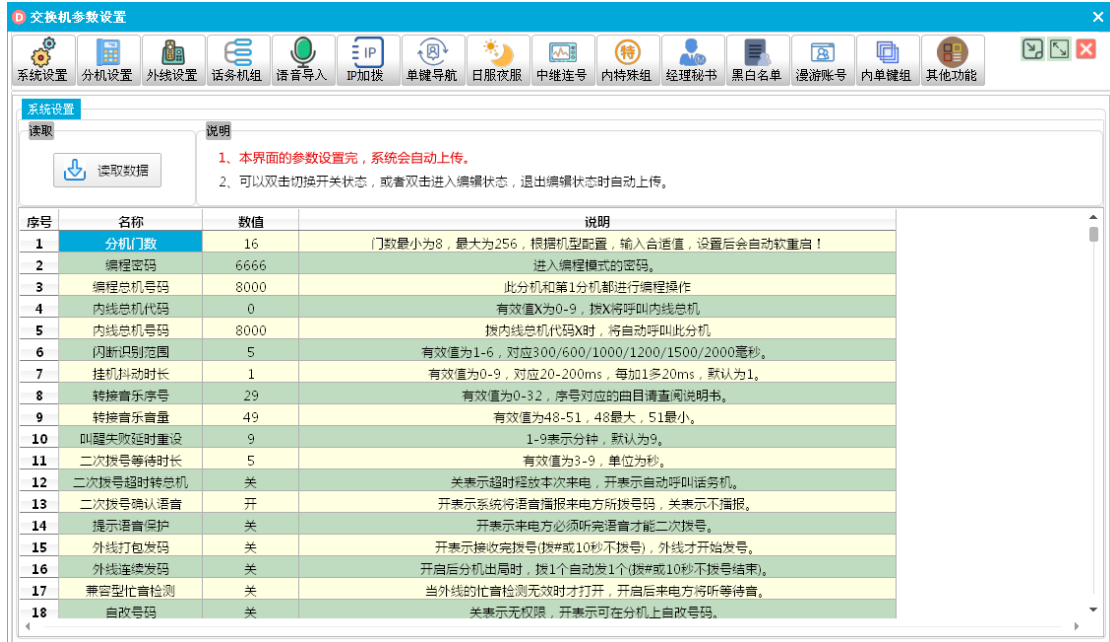 D 交换机参数设置
IP 特
系统设置 分机设置 外线设置 话务机组 语音导入 IP加拨 单键导航 日服夜服 中继连号 内特殊组 经理秘书 黑白名单 漫游账号 内单键组 其他功能
系统设置
读取 说明
读取数据
1、本界面的参数设置完，系统会自动上传。
2、可以双击切换开关状态，或者双击进入编辑状态，退出编辑状态时自动上传。
序号 名称 数值 说明
1 分机门数 16 门数最小为8，最大为256，根据机型配置，输入合适值，设置后会自动软重启！
2 编程密码 6666 进入编程模式的密码。
3 编程总机号码 8000 此分机和第1分机都进行编程操作
4 内线总机代码 0 有效值X为0-9，拨X将呼叫内线总机
5 内线总机号码 8000 拨内线总机代码X时，将自动呼叫此分机
6 闪断识别范围 5 有效值为1-6，对应300/600/1000/1200/1500/2000毫秒。
7 挂机抖动时长 1 有效值为0-9，对应20-200ms，每加1多20ms，默认为1。
8 转接音乐序号 29 有效值为0-32，序号对应的曲目请查阅说明书。
9 转接音乐音量 49 有效值为48-51，48最大，51最小。
10 叫醒失败延时重设 9 1-9表示分钟，默认为9。
11 二次拨号等待时长 5 有效值为3-9，单位为秒。
12 二次拨号超时转总机 关 关表示超时释放本次来电，开表示自动呼叫话务机。
13 二次拨号确认语音 开 开表示系统将语音播报来电方所拨号码，关表示不播报。
14 提示语音保护 关 开表示来电方必须听完语音才能二次拨号。
15 外线打包发码 关 开表示接收完拨号(拨#或10秒不拨号)，外线才开始发号。
16 外线连续发码 关 开启后分机出局时，拨1个自动发1个(拨#或10秒不拨号结束)。
17 兼容型忙音检测 关 当外线的忙音检测无效时才打开，开启后来电方将听等待音。
18 自改号码 关 关表示无权限，开表示可在分机上自改号码。